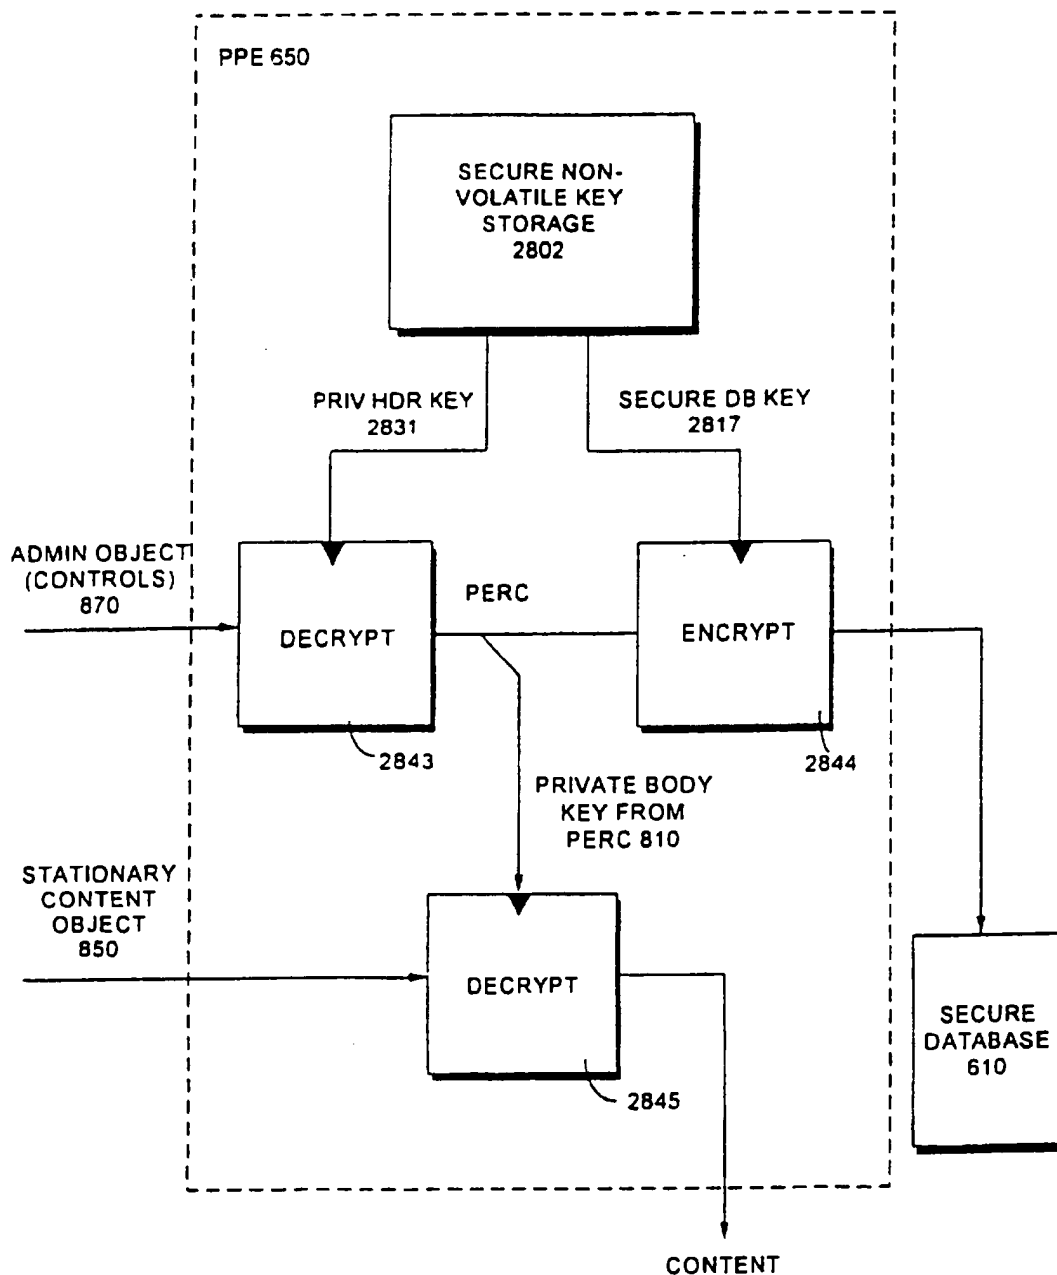 PPE 650
SECURE NON-
VOLATILE KEY
STORAGE
2802
PRIV HDR KEY
2831
SECURE DB KEY
2817
ADMIN OBJECT
(CONTROLS)
870
DECRYPT
PERC
ENCRYPT
2843
2844
PRIVATE BODY
KEY FROM
PERC 810
STATIONARY
CONTENT
OBJECT
850
DECRYPT
2845
SECURE
DATABASE
610
CONTENT